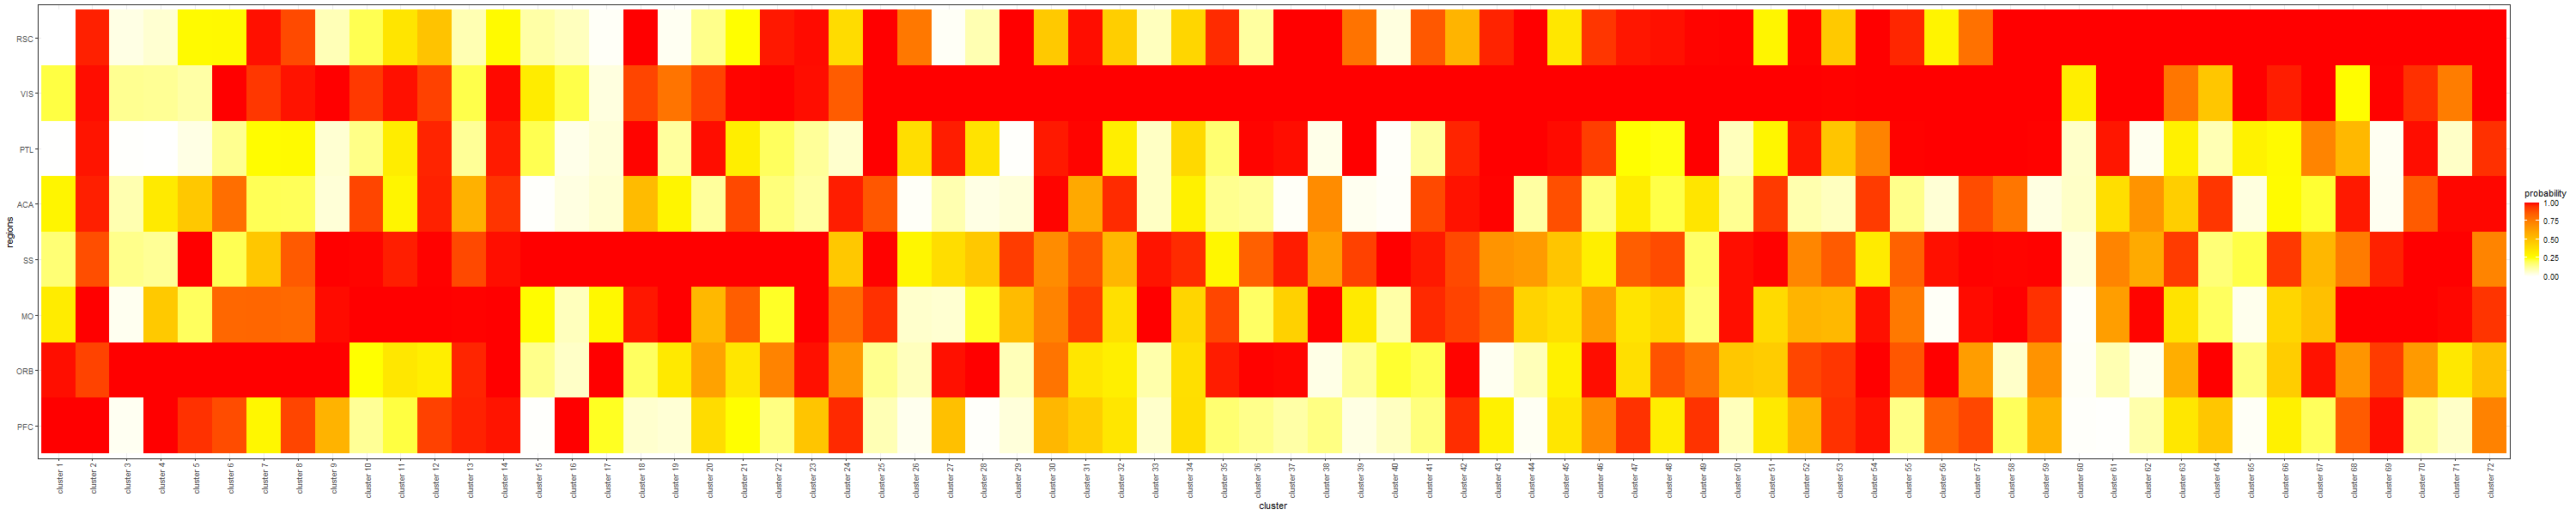 regions
RSC
VIS
PTL
ACA
SS
MO
ORB
PFC
cluster 1
cluster 2
cluster 3
cluster 4
cluster 5
cluster 6
cluster 7
cluster 8
cluster 9
cluster 10
cluster 11
cluster 12
cluster 13
cluster 14
cluster 15
cluster 16
cluster 17
cluster 18
cluster 19
cluster 20
cluster 21
cluster 22
cluster 23
cluster 24
cluster 25
cluster 26
cluster 27
cluster 28
cluster 29
cluster 30
cluster 31
cluster 32
cluster 33
cluster 34
cluster 35
cluster 36
cluster 37
cluster 38
cluster 39
cluster 40
cluster 41
cluster 42
cluster 43
cluster 44
cluster 45
cluster 46
cluster 47
cluster 48
cluster 49
cluster 50
cluster 51
cluster 52
cluster 53
cluster 54
cluster 55
cluster 56
cluster 57
cluster 58
cluster 59
cluster 60
cluster 61
cluster 62
cluster 63
cluster 64
cluster 65
cluster 66
cluster 67
cluster 68
cluster 69
cluster 70
cluster 71
cluster 72
cluster
probability
1.00
0.75
0.50
0.25
0.00